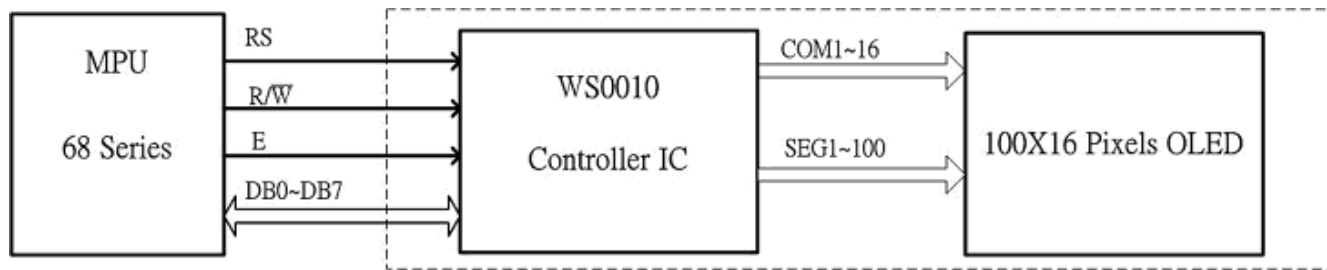 MPU
68 Series
RS
R/W̅
E
DB0~DB7
WS0010
Controller IC
COM1~16
SEG1~100
100X16 Pixels OLED